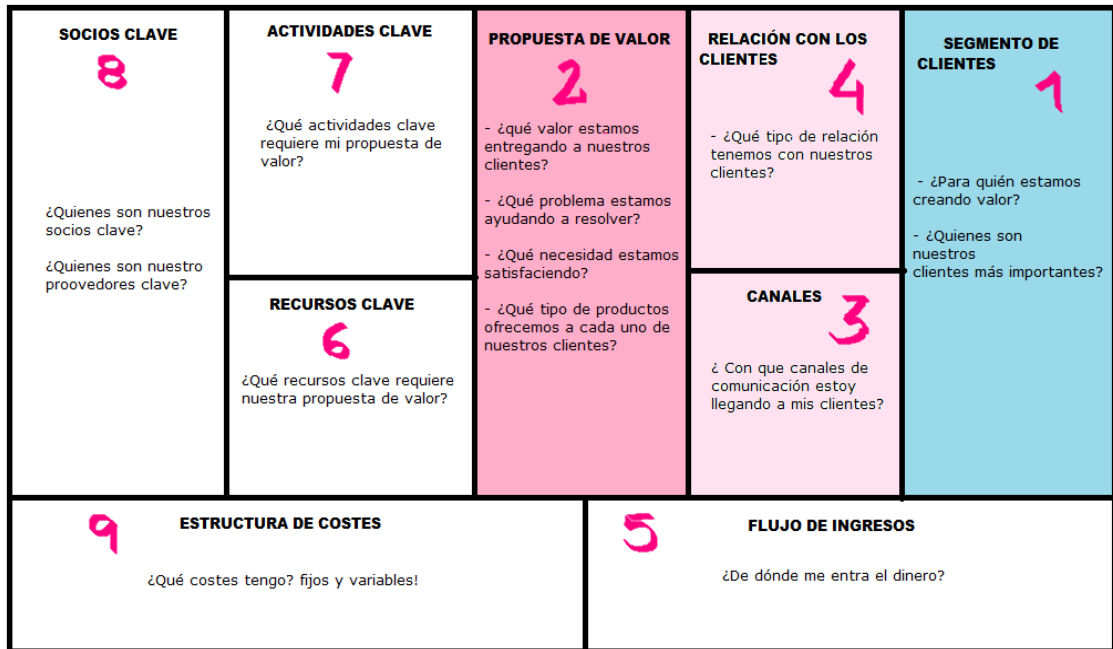 SOCIOS CLAVE
8
¿Quienes son nuestros
socios clave?
¿Quienes son nuestro
proovedores clave?
ACTIVIDADES CLAVE
7
¿Qué actividades clave
requiere mi propuesta de
valor?
RECURSOS CLAVE
6
¿Qué recursos clave requiere
nuestra propuesta de valor?
PROPUESTA DE VALOR
2
- ¿qué valor estamos
entregando a nuestros
clientes?
- ¿Qué problema estamos
ayudando a resolver?
- ¿Qué necesidad estamos
satisfaciendo?
- ¿Qué tipo de productos
ofrecemos a cada uno de
nuestros clientes?
RELACIÓN CON LOS
CLIENTES
4
- ¿Qué tipo de relación
tenemos con nuestros
clientes?
CANALES
3
¿ Con que canales de
comunicación estoy
llegando a mis clientes?
SEGMENTO DE
CLIENTES
1
- ¿Para quién estamos
creando valor?
- ¿Quienes son
nuestros
clientes más importantes?
9
ESTRUCTURA DE COSTES
¿Qué costes tengo? fijos y variables!
5
FLUJO DE INGRESOS
¿De dónde me entra el dinero?